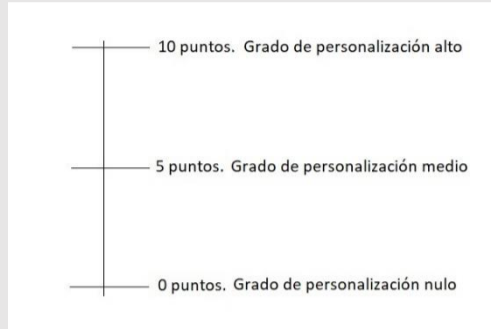 10 puntos. Grado de personalización alto
5 puntos. Grado de personalización medio
0 puntos. Grado de personalización nulo